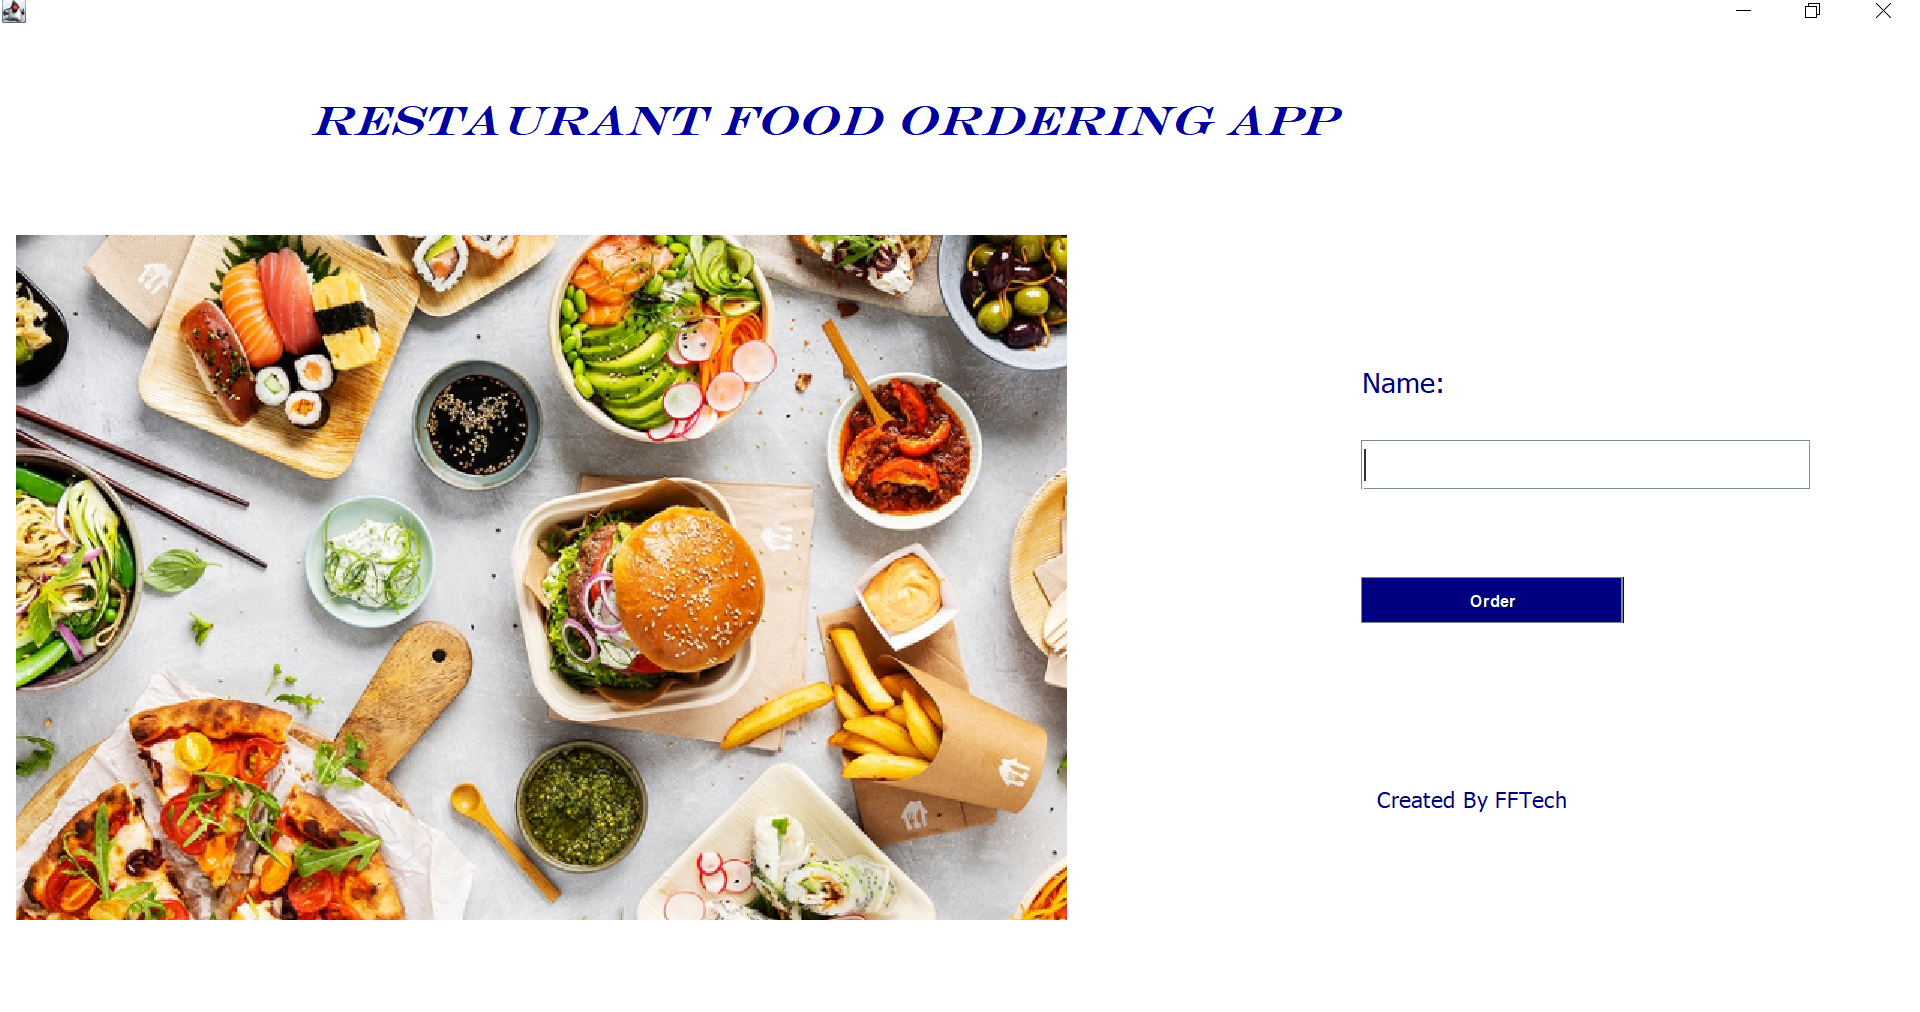 RESTAURANT FOOD ORDERING APP
Name:
Order
Created By FFTech